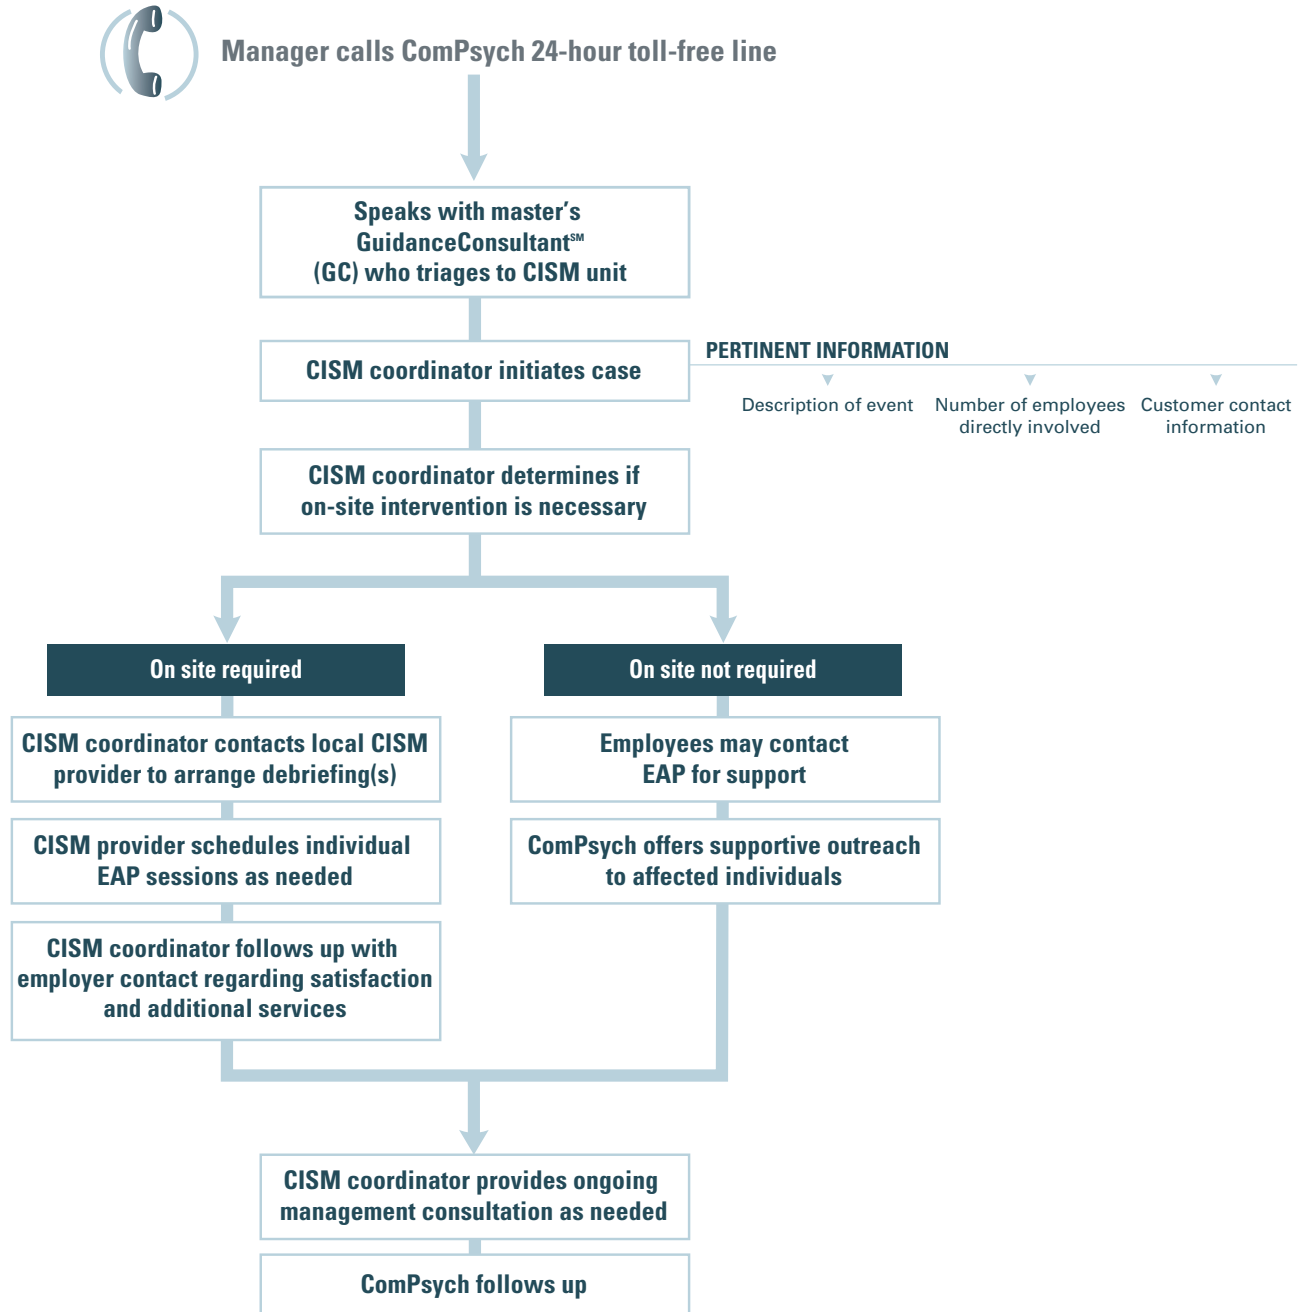 Manager calls ComPsych 24-hour toll-free line
Speaks with master's
GuidanceConsultant℠
(GC) who triages to CISM unit
CISM coordinator initiates case
PERTINENT INFORMATION
Description of event
Number of employees
directly involved
Customer contact
information
CISM coordinator determines if
on-site intervention is necessary
On site required
CISM coordinator contacts local CISM
provider to arrange debriefing(s)
CISM provider schedules individual
EAP sessions as needed
CISM coordinator follows up with
employer contact regarding satisfaction
and additional services
On site not required
Employees may contact
EAP for support
ComPsych offers supportive outreach
to affected individuals
CISM coordinator provides ongoing
management consultation as needed
ComPsych follows up